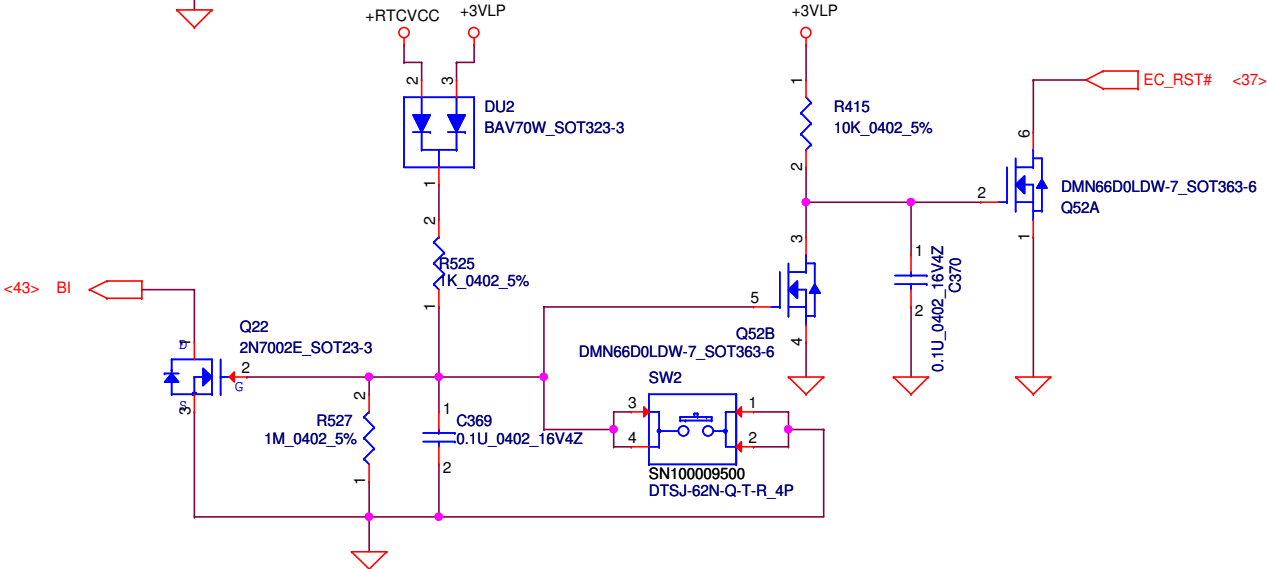 +RTCVCC
+3VLP
+3VLP
2
3
1
EC_RST# <37>
DU2
BAV70W_SOT323-3
R415
10K_0402_5%
6
1
2
2
DMN66D0LDW-7_SOT363-6
Q52A
1
2
3
R525
1K_0402_5%
1
1
0.1U_0402_16V4Z
C370
2
<43> BI
5
Q52B
DMN66D0LDW-7_SOT363-6
4
Q22
2N7002E_SOT23-3
D
1
2
G
S
3
SW2
2
R527
1M_0402_5%
1
1
C369
0.1U_0402_16V4Z
2
3
1
4
2
SN100009500
DTSJ-62N-Q-T-R_4P